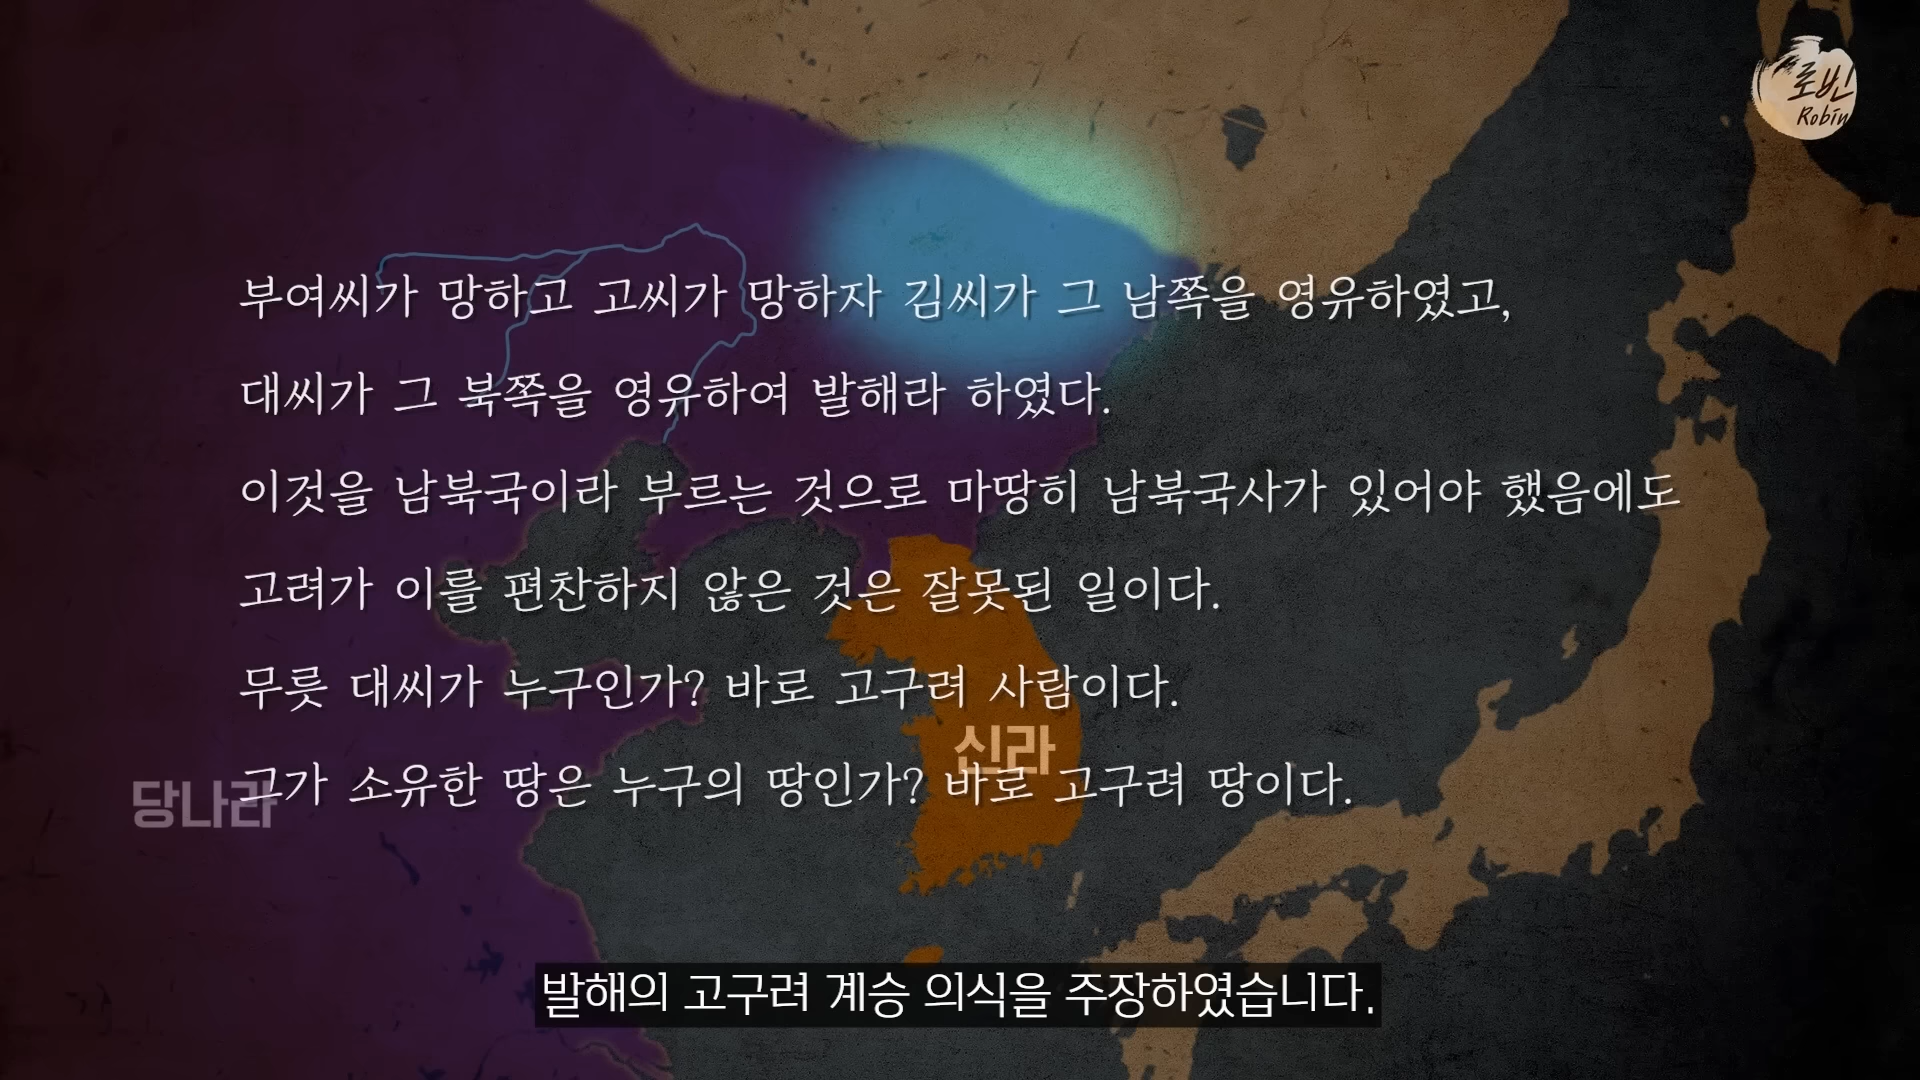 로빈
Robin
부여씨가 망하고 고씨가 망하자 김씨가 그 남쪽을 영유하였고,
대씨가 그 북쪽을 영유하여 발해라 하였다.
이것을 남북국이라 부르는 것으로 마땅히 남북국사가 있어야 했음에도
고려가 이를 편찬하지 않은 것은 잘못된 일이다.
무릇 대씨가 누구인가? 바로 고구려 사람이다.
신라
그가 소유한 땅은 누구의 땅인가? 바로 고구려 땅이다.
당나라
발해의 고구려 계승 의식을 주장하였습니다.